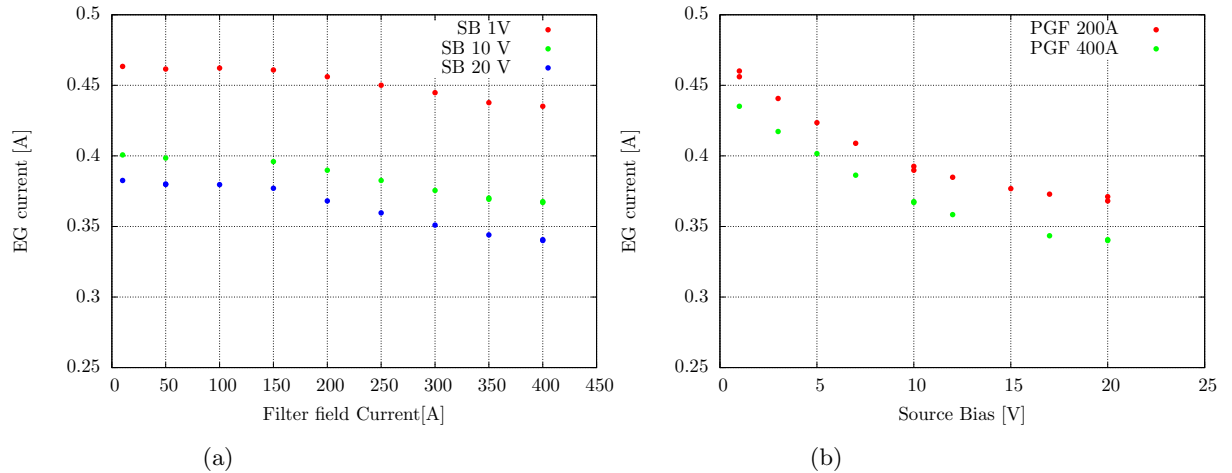 0.5
0.45
0.4
0.35
0.3
0.25
EG current [A]
0 50 100 150 200 250 300 350 400 450
Filter field Current[A]
SB 1V
SB 10 V
SB 20 V
(a)
0.5
0.45
0.4
0.35
0.3
0.25
EG current [A]
0 5 10 15 20 25
Source Bias [V]
PGF 200A
PGF 400A
(b)